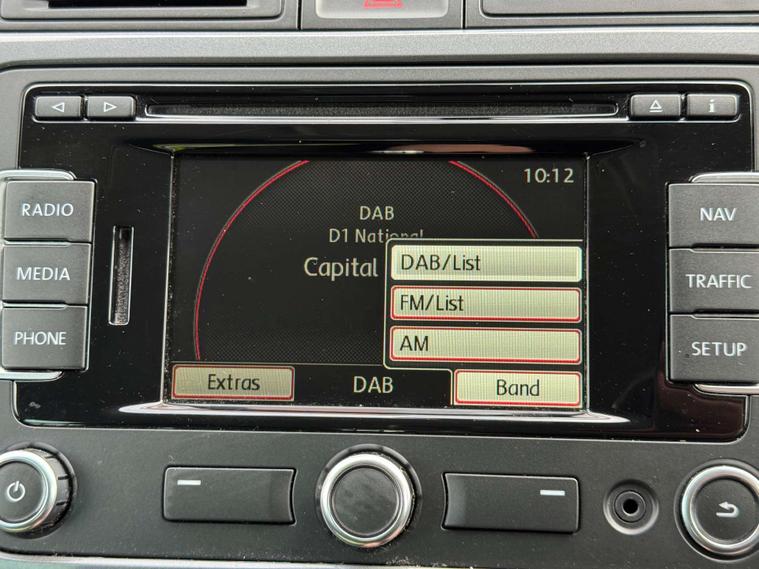 i
10:12
RADIO
MEDIA
PHONE
DAB
D1 National
Capital
DAB/List
FM/List
AM
Extras
DAB
Band
NAV
TRAFFIC
SETUP